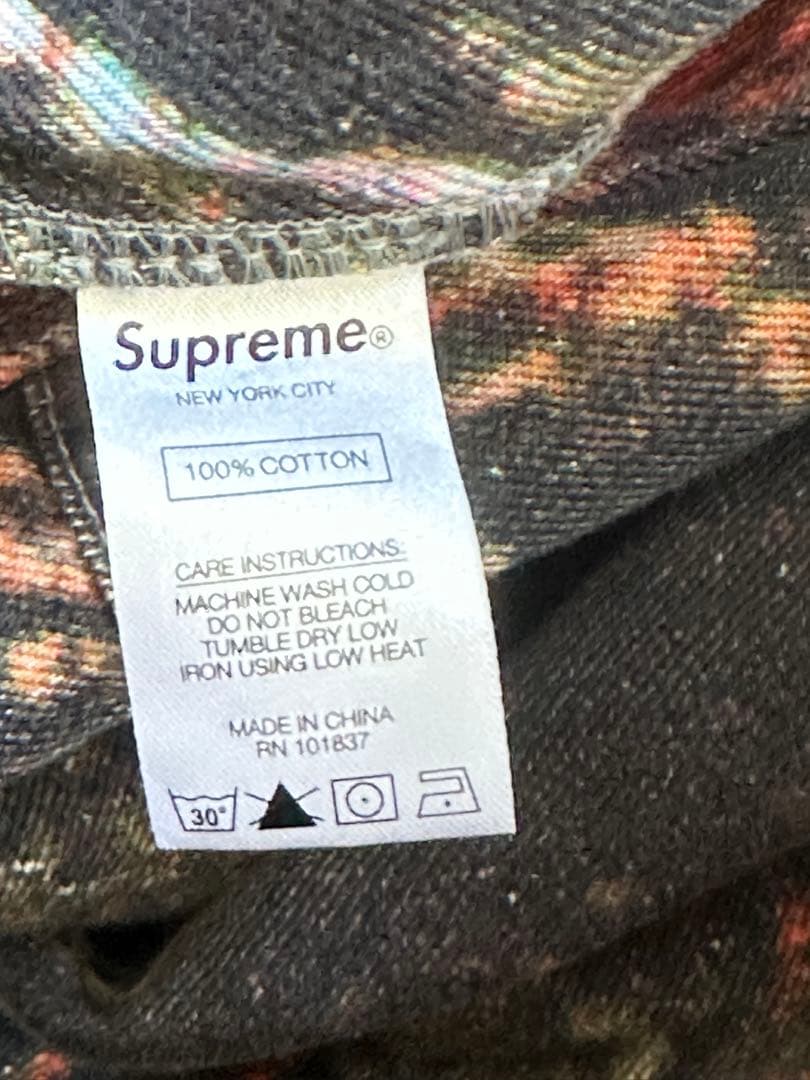 Supreme®
NEW YORK CITY
100% COTTON
CARE INSTRUCTIONS:
MACHINE WASH COLD
DO NOT BLEACH
TUMBLE DRY LOW
IRON USING LOW HEAT
MADE IN CHINA
RN 101837
30°